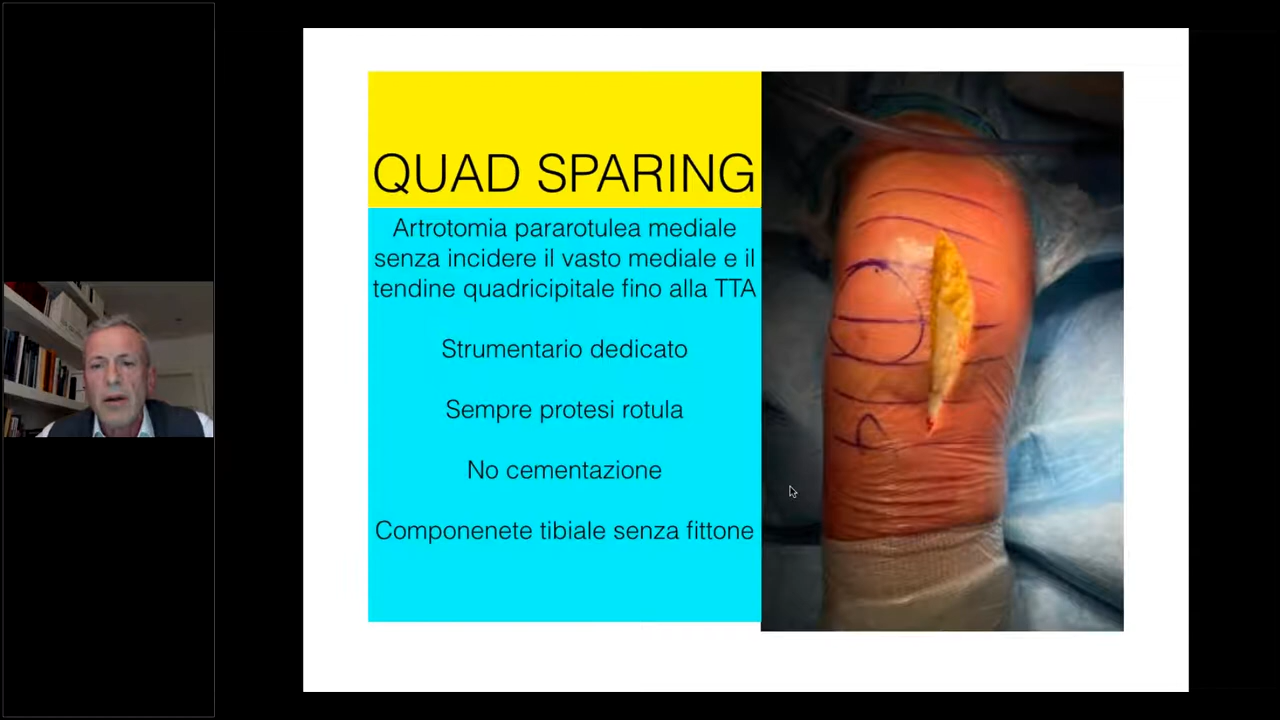 QUAD SPARING
Artrotomia pararotulea mediale
senza incidere il vasto mediale e il
tendine quadricipitale fino alla TTA
Strumentario dedicato
Sempre protesi rotula
No cementazione
Componenete tibiale senza fittone